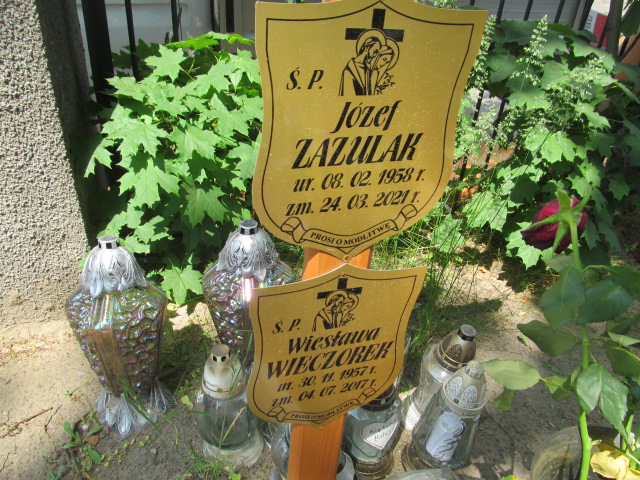 Ś. P.
Józef
ZAZULAK
ur. 08. 02. 1958 r.
zm. 24. 03. 2021 r.
PROSI O MODLITWĘ
Ś. P.
Wiesława
WIECZOREK
ur. 30. 11. 1957 r.
zm. 04. 07. 2017 r.
PROSI O MODLITWĘ